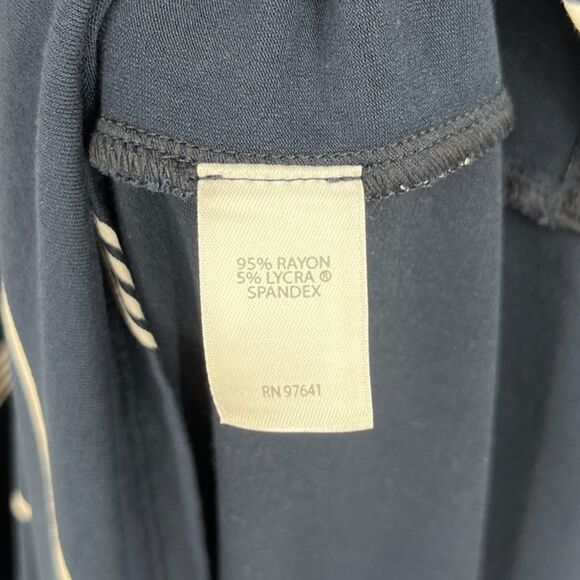 95% RAYON
5% LYCRA ®
SPANDEX
RN 97641